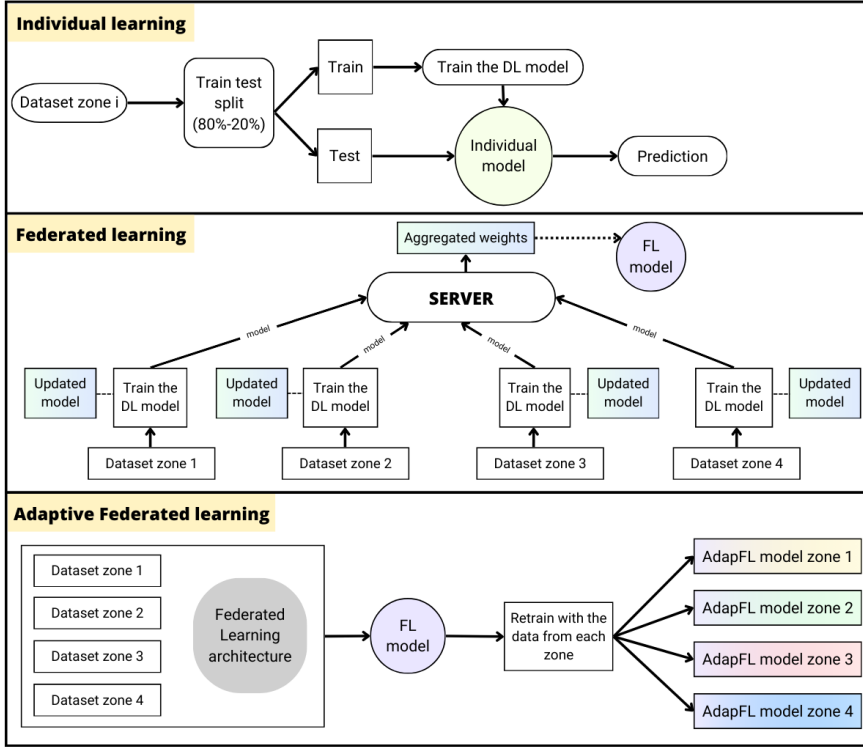 Individual learning
Dataset zone i
Train test
split
(80%-20%)
Train
Test
Train the DL model
Individual
model
Prediction
Federated learning
Aggregated weights
FL
model
SERVER
model
model
model
model
Updated
model
Train the
DL model
Updated
model
Train the
DL model
Train the
DL model
Updated
model
Train the
DL model
Updated
model
Dataset zone 1
Dataset zone 2
Dataset zone 3
Dataset zone 4
Adaptive Federated learning
Dataset zone 1
Dataset zone 2
Dataset zone 3
Dataset zone 4
Federated
Learning
architecture
FL
model
Retrain with the
data from each
zone
AdapFL model zone 1
AdapFL model zone 2
AdapFL model zone 3
AdapFL model zone 4